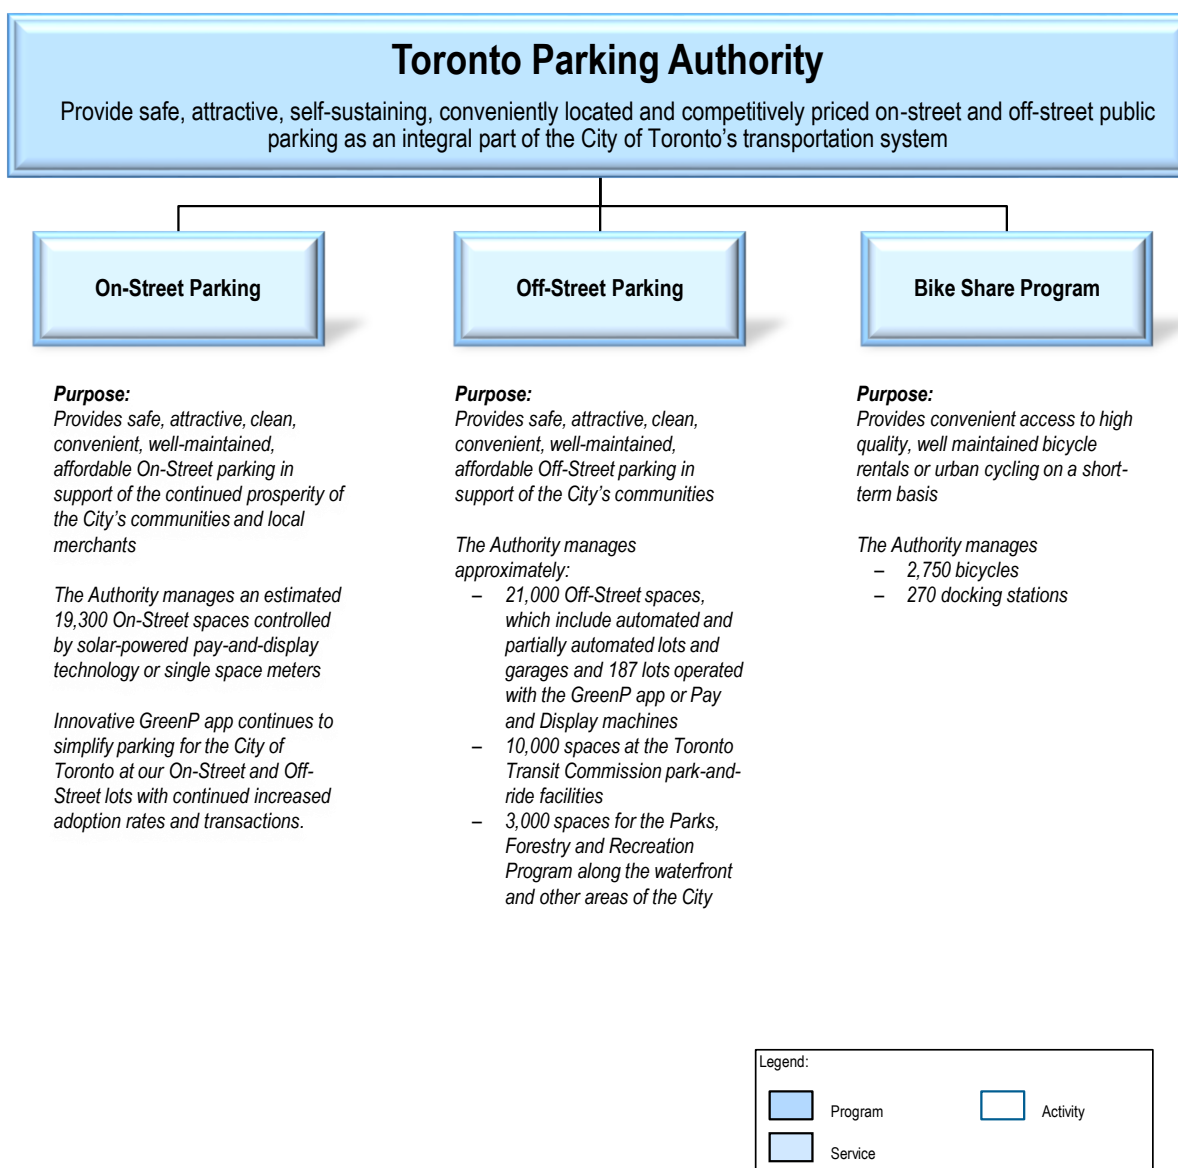 Toronto Parking Authority
Provide safe, attractive, self-sustaining, conveniently located and competitively priced on-street and off-street public
parking as an integral part of the City of Toronto’s transportation system
On-Street Parking
Off-Street Parking
Bike Share Program
Purpose:
Provides safe, attractive, clean,
convenient, well-maintained,
affordable On-Street parking in
support of the continued prosperity of
the City’s communities and local
merchants
The Authority manages an estimated
19,300 On-Street spaces controlled
by solar-powered pay-and-display
technology or single space meters
Innovative GreenP app continues to
simplify parking for the City of
Toronto at our On-Street and Off-
Street lots with continued increased
adoption rates and transactions.
Purpose:
Provides safe, attractive, clean,
convenient, well-maintained,
affordable Off-Street parking in
support of the City’s communities
The Authority manages
approximately:
– 21,000 Off-Street spaces,
which include automated and
partially automated lots and
garages and 187 lots operated
with the GreenP app or Pay
and Display machines
– 10,000 spaces at the Toronto
Transit Commission park-and-
ride facilities
– 3,000 spaces for the Parks,
Forestry and Recreation
Program along the waterfront
and other areas of the City
Purpose:
Provides convenient access to high
quality, well maintained bicycle
rentals or urban cycling on a short-
term basis
The Authority manages
– 2,750 bicycles
– 270 docking stations
Legend:
Program
Activity
Service